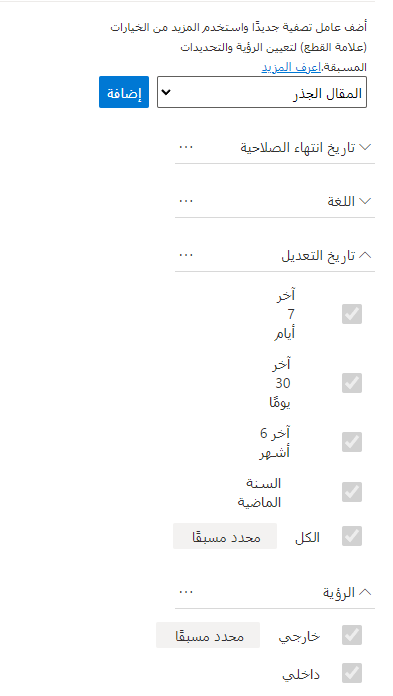 أضف عامل تصفية جديدًا واستخدم المزيد من الخيارات
(علامة القطع) لتعيين الرؤية والتحديدات
المسبقة.اعرف المزيد
المقال الجذر
إضافة
تاريخ انتهاء الصلاحية
اللغة
تاريخ التعديل
آخر
7
أيام
آخر
30
يومًا
آخر 6
أشهر
السنة
الماضية
الكل
محدد مسبقًا
الرؤية
خارجي
محدد مسبقًا
داخلي